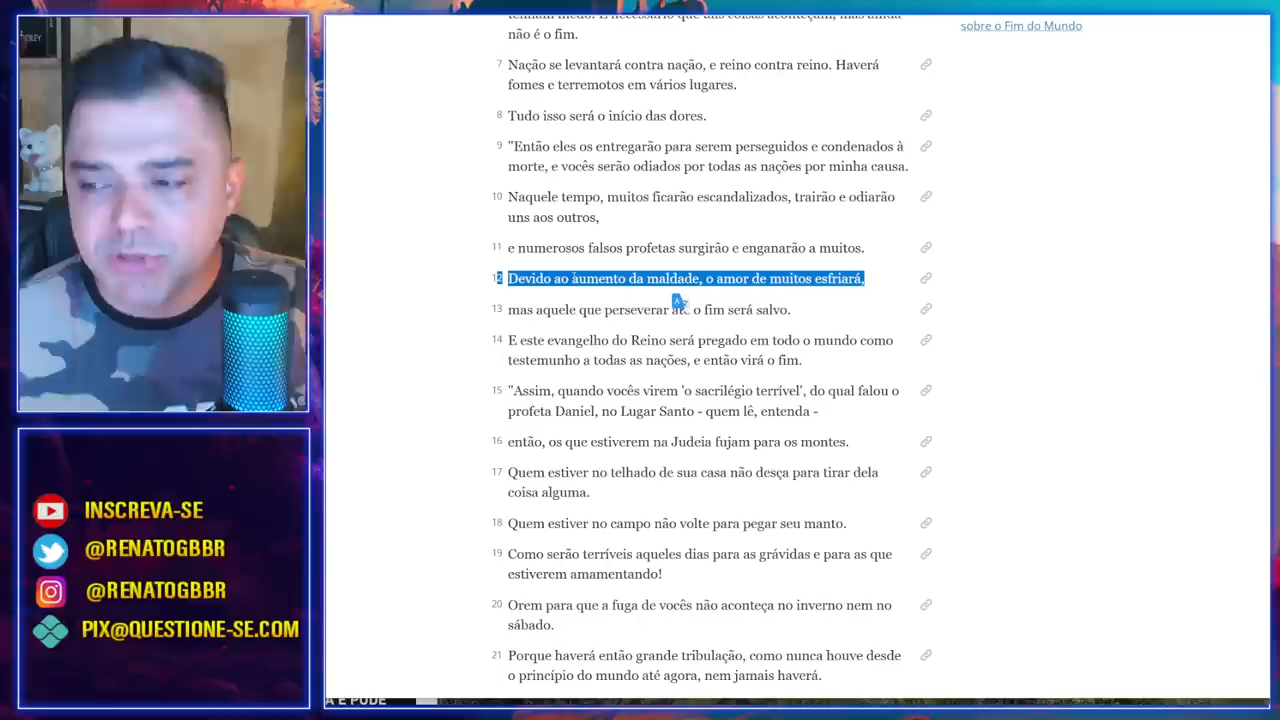 não é o fim.
sobre o Fim do Mundo
7 Nação se levantará contra nação, e reino contra reino. Haverá
fomes e terremotos em vários lugares.
8 Tudo isso será o início das dores.
9 "Então eles os entregarão para serem perseguidos e condenados à
morte, e vocês serão odiados por todas as nações por minha causa.
10 Naquele tempo, muitos ficarão escandalizados, trairão e odiarão
uns aos outros,
11 e numerosos falsos profetas surgirão e enganarão a muitos.
12 Devido ao aumento da maldade, o amor de muitos esfriará,
13 mas aquele que perseverar até o fim será salvo.
14 E este evangelho do Reino será pregado em todo o mundo como
testemunho a todas as nações, e então virá o fim.
15 "Assim, quando vocês virem 'o sacrilégio terrível', do qual falou o
profeta Daniel, no Lugar Santo - quem lê, entenda -
16 então, os que estiverem na Judeia fujam para os montes.
17 Quem estiver no telhado de sua casa não desça para tirar dela
coisa alguma.
18 Quem estiver no campo não volte para pegar seu manto.
19 Como serão terríveis aqueles dias para as grávidas e para as que
estiverem amamentando!
20 Orem para que a fuga de vocês não aconteça no inverno nem no
sábado.
21 Porque haverá então grande tribulação, como nunca houve desde
o princípio do mundo até agora, nem jamais haverá.
A E PODE
INSCREVA-SE
@RENATOGBBR
@RENATOGBBR
PIX@QUESTIONE-SE.COM